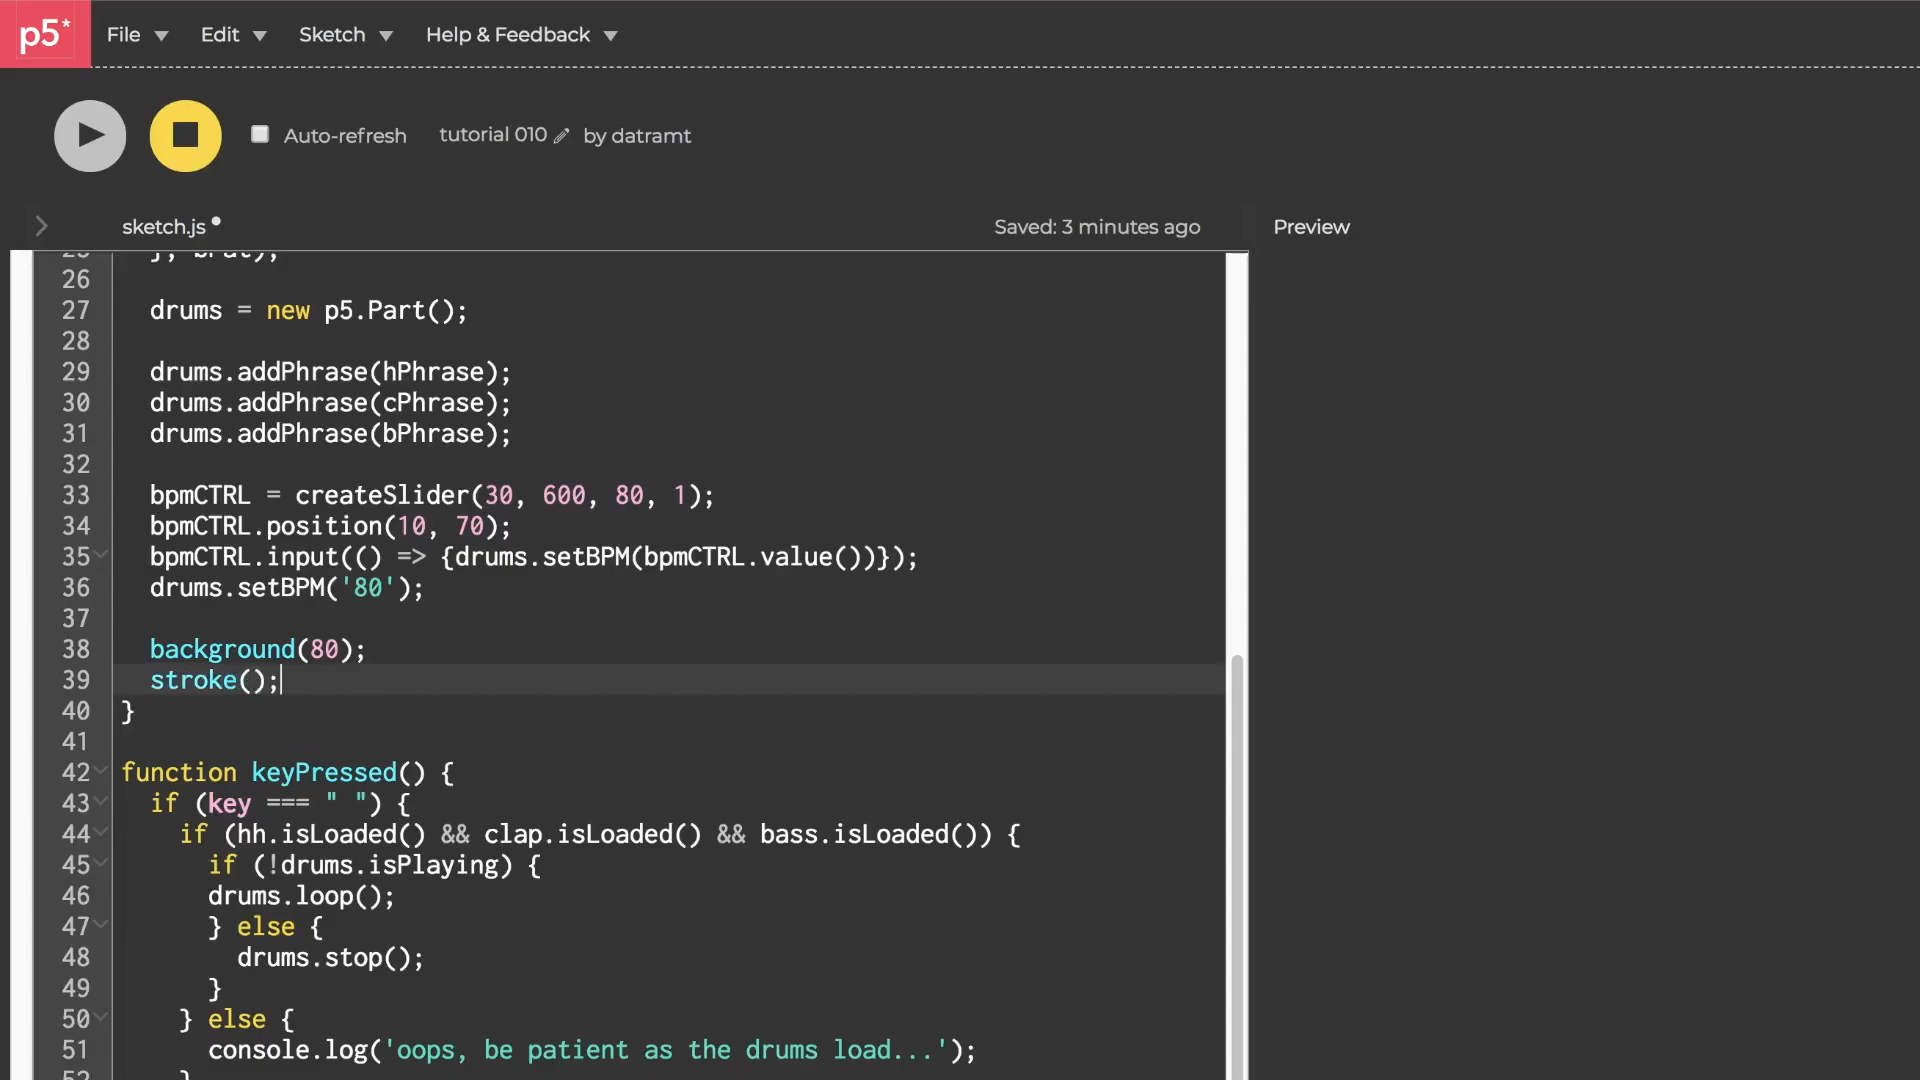 p5* File Edit Sketch Help & Feedback
Auto-refresh tutorial 010 by datramt
sketch.js Saved: 3 minutes ago Preview
26
27 drums = new p5.Part();
28
29 drums.addPhrase(hPhrase);
30 drums.addPhrase(cPhrase);
31 drums.addPhrase(bPhrase);
32
33 bpmCTRL = createSlider(30, 600, 80, 1);
34 bpmCTRL.position(10, 70);
35 bpmCTRL.input(() => {drums.setBPM(bpmCTRL.value())});
36 drums.setBPM('80');
37
38 background(80);
39 stroke();
40 }
41
42 function keyPressed() {
43 if (key === " ") {
44 if (hh.isLoaded() && clap.isLoaded() && bass.isLoaded()) {
45 if (!drums.isPlaying) {
46 drums.loop();
47 } else {
48 drums.stop();
49 }
50 } else {
51 console.log('oops, be patient as the drums load...');